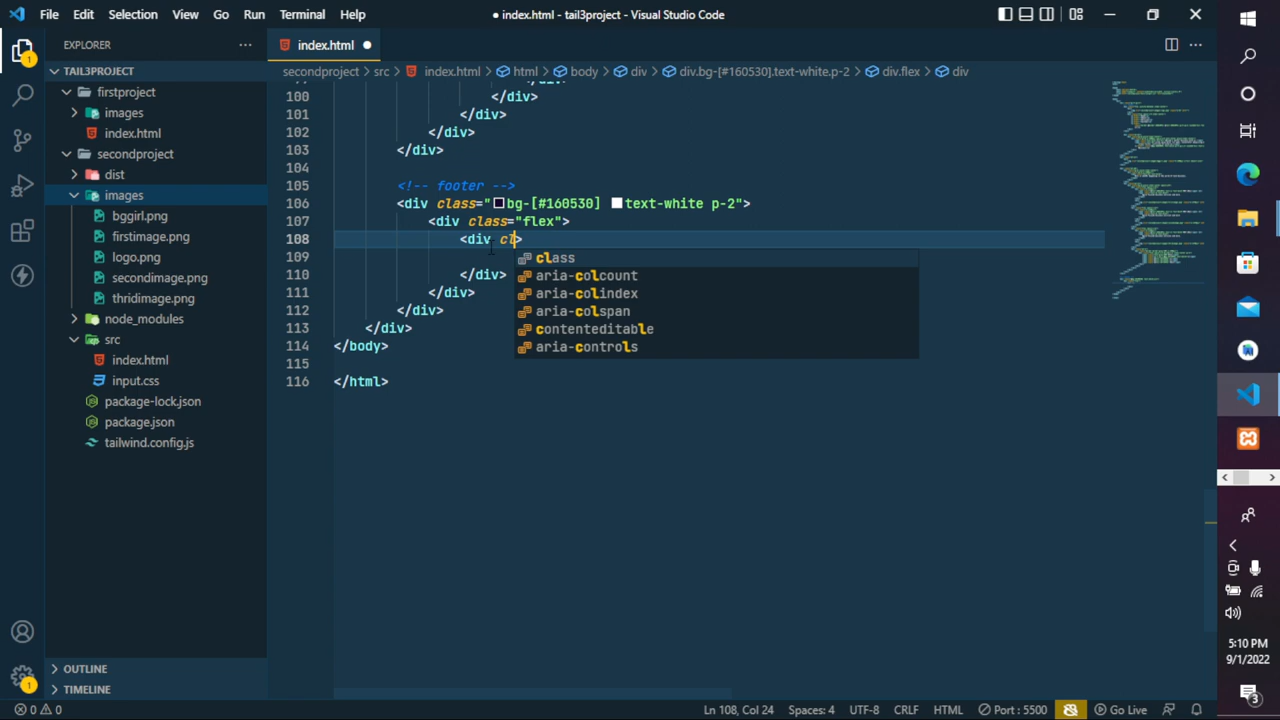 File Edit Selection View Go Run Terminal Help
● index.html - tail3project - Visual Studio Code
EXPLORER
index.html
TAIL3PROJECT
firstproject
images
index.html
secondproject
dist
images
bggirl.png
firstimage.png
logo.png
secondimage.png
thridimage.png
node_modules
src
index.html
input.css
package-lock.json
package.json
tailwind.config.js
OUTLINE
TIMELINE
secondproject > src > index.html > html > body > div > div.bg-[#160530].text-white.p-2 > div.flex > div
100 </div>
101 </div>
102 </div>
103 </div>
104
105 <!-- footer -->
106 <div class="bg-[#160530] text-white p-2">
107 <div class="flex">
108 <div cl>
109
110 </div>
111 </div>
112 </div>
113 </div>
114 </body>
115
116 </html>
class
aria-colcount
aria-colindex
aria-colspan
contenteditable
aria-controls
1
1
0 0
Ln 108, Col 24 Spaces: 4 UTF-8 CRLF HTML Port : 5500 Go Live
5:10 PM
9/1/2022
3